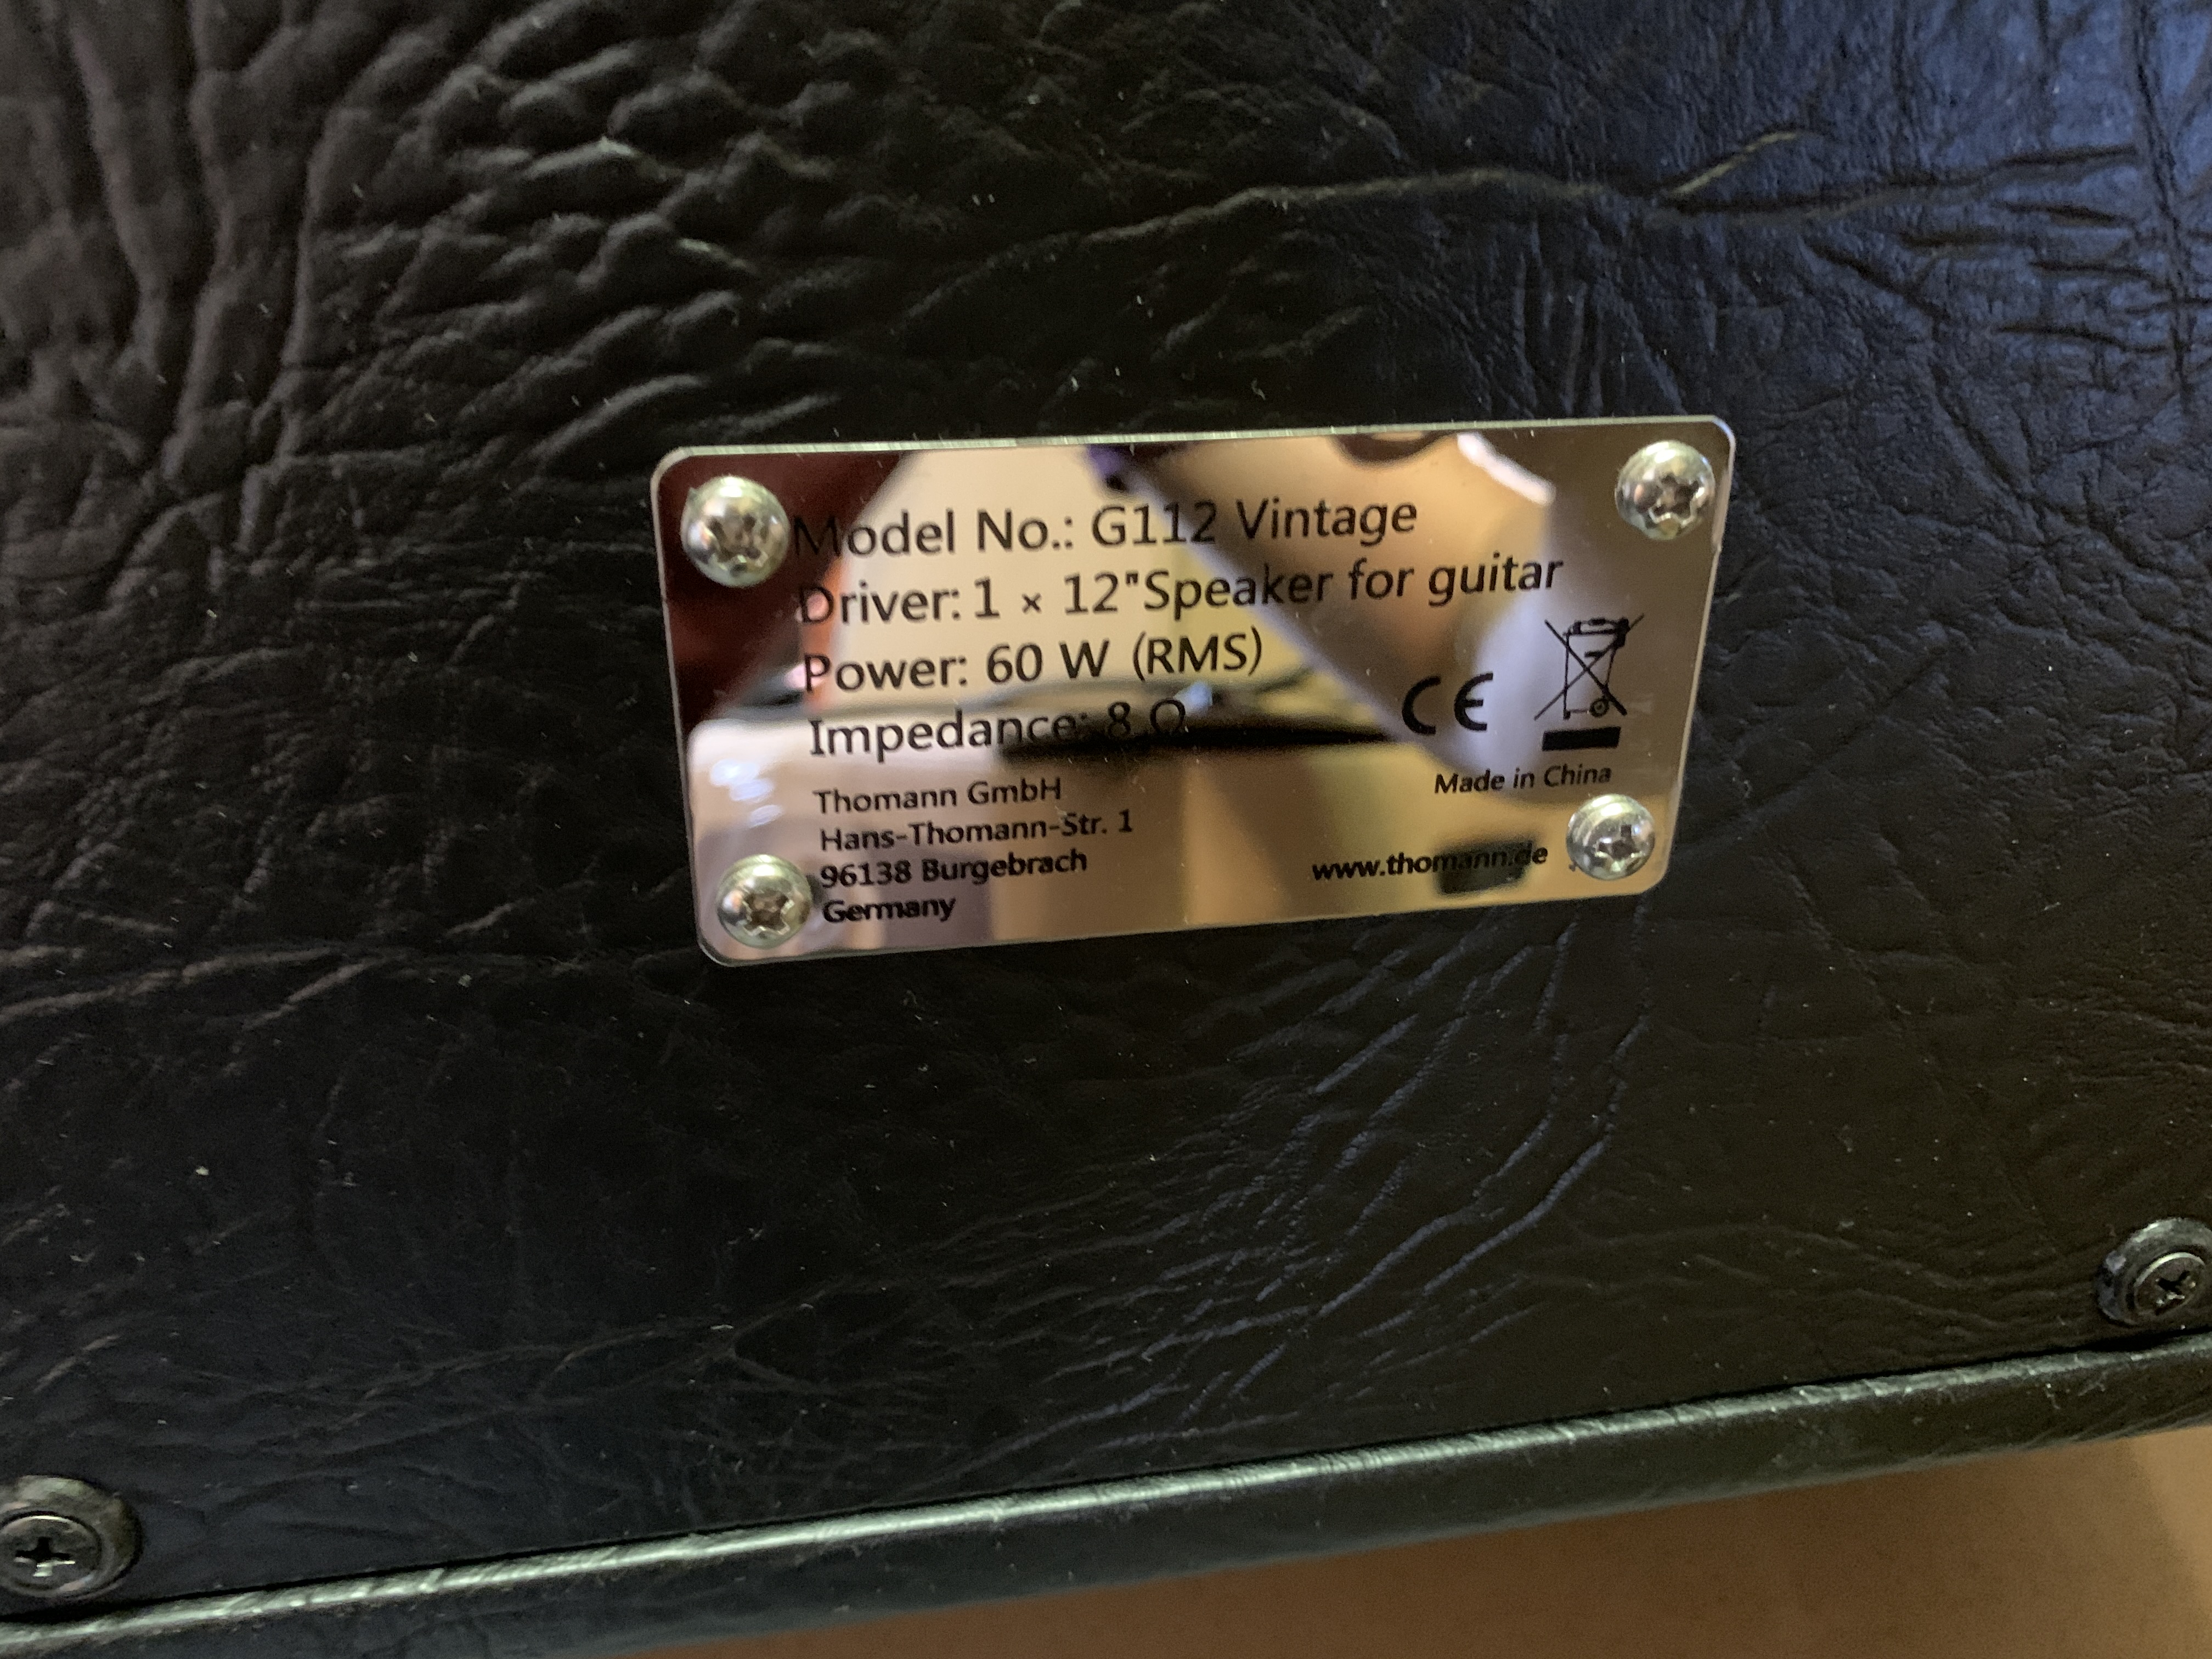 Model No.: G112 Vintage
Driver: 1 × 12"Speaker for guitar
Power: 60 W (RMS)
Impedance: 8 Ω
CE
Made in China
Thomann GmbH
Hans-Thomann-Str. 1
96138 Burgebrach
Germany
www.thomann.de